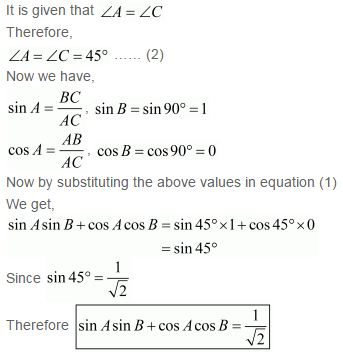 It is given that ∠A = ∠C
Therefore,
∠A = ∠C = 45° ...... (2)
Now we have,
sin A = BC/AC, sin B = sin 90° = 1
cos A = AB/AC, cos B = cos 90° = 0
Now by substituting the above values in equation (1)
We get,
sin A sin B + cos A cos B = sin 45° × 1 + cos 45° × 0
= sin 45°
Since sin 45° = 1/√2
Therefore sin A sin B + cos A cos B = 1/√2